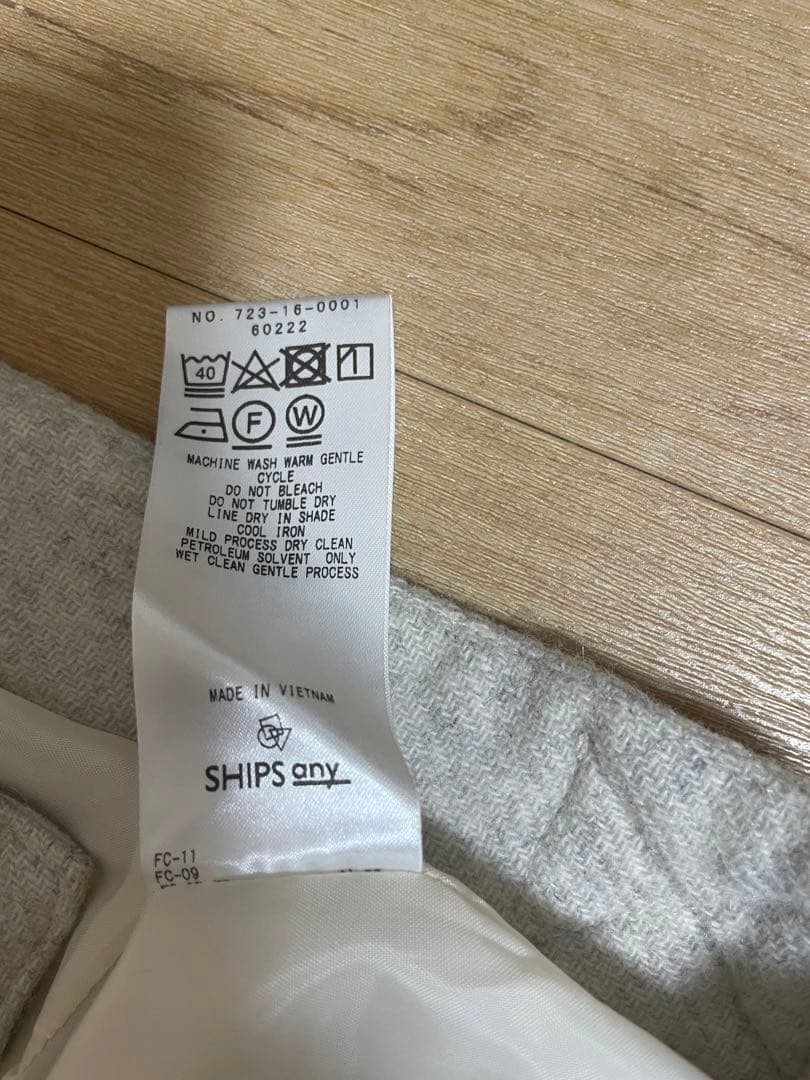 NO. 723-16-0001
60222
40
F W
MACHINE WASH WARM GENTLE
CYCLE
DO NOT BLEACH
DO NOT TUMBLE DRY
LINE DRY IN SHADE
COOL IRON
MILD PROCESS DRY CLEAN
PETROLEUM SOLVENT ONLY
WET CLEAN GENTLE PROCESS
MADE IN VIETNAM
SHIPS any
FC-11
FC-09